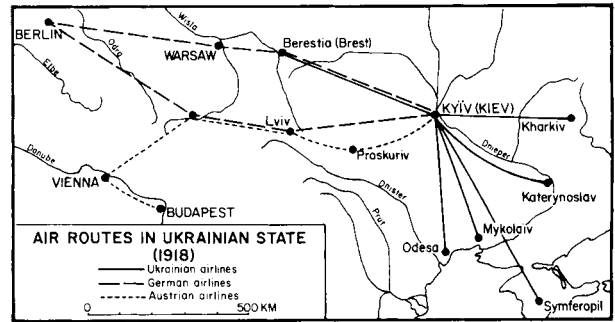 BERLIN
Elbe
Odra
Wisla
WARSAW
Berestia (Brest)
KYÏV (KIEV)
Kharkiv
Lviv
Proskuriv
Dnieper
Katerynoslav
Danube
VIENNA
BUDAPEST
Dnister
Prut
Odesa
Mykolaïv
Symferopil
AIR ROUTES IN UKRAINIAN STATE
(1918)
Ukrainian airlines
German airlines
Austrian airlines
0 500 KM